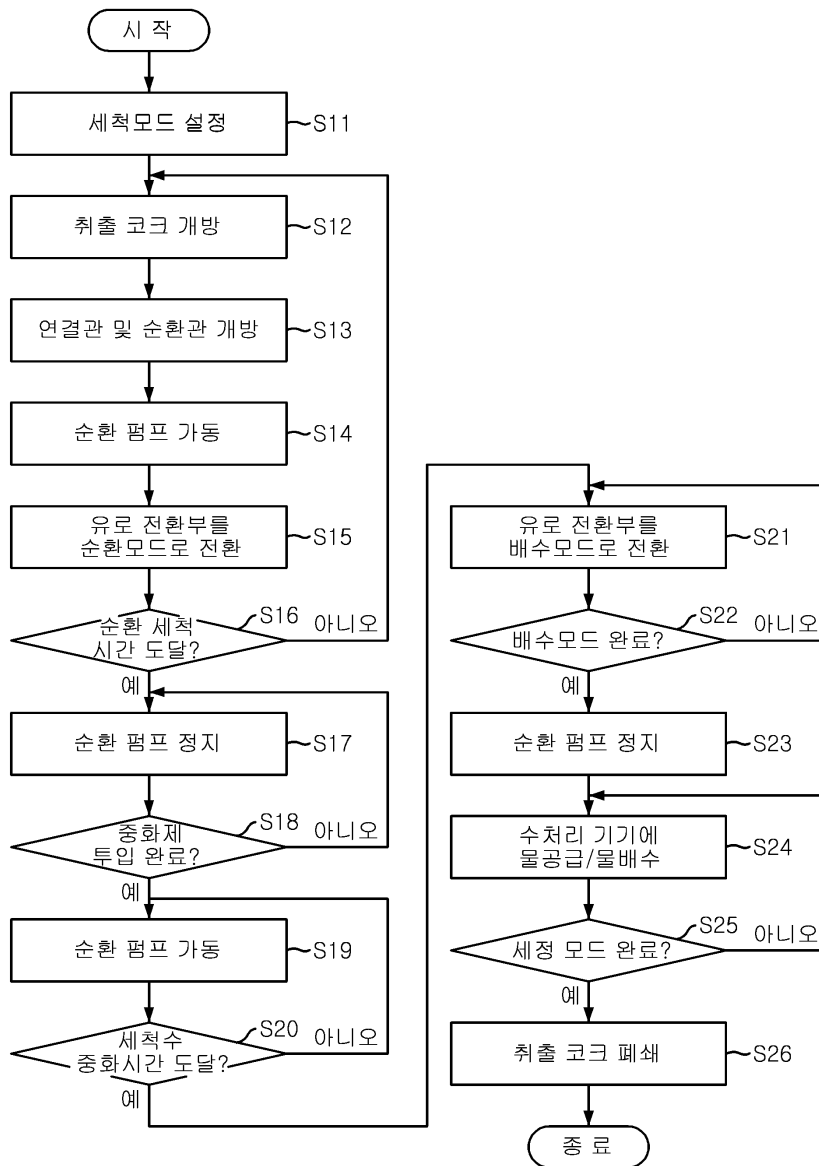 시 작
세척모드 설정
S11
취출 코크 개방
S12
연결관 및 순환관 개방
S13
순환 펌프 가동
S14
유로 전환부를
순환모드로 전환
S15
순환 세척
시간 도달?
S16
아니오
예
순환 펌프 정지
S17
중화제
투입 완료?
S18
아니오
예
순환 펌프 가동
S19
세척수
중화시간 도달?
S20
아니오
예
유로 전환부를
배수모드로 전환
S21
배수모드 완료?
S22
아니오
예
순환 펌프 정지
S23
수처리 기기에
물공급/물배수
S24
세정 모드 완료?
S25
아니오
예
취출 코크 폐쇄
S26
종 료